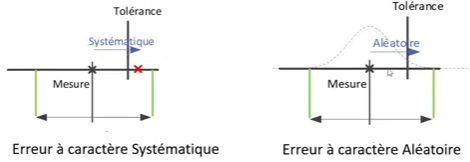 Tolérance
Systématique
Mesure
Erreur à caractère Systématique
Tolérance
Aléatoire
Mesure
Erreur à caractère Aléatoire